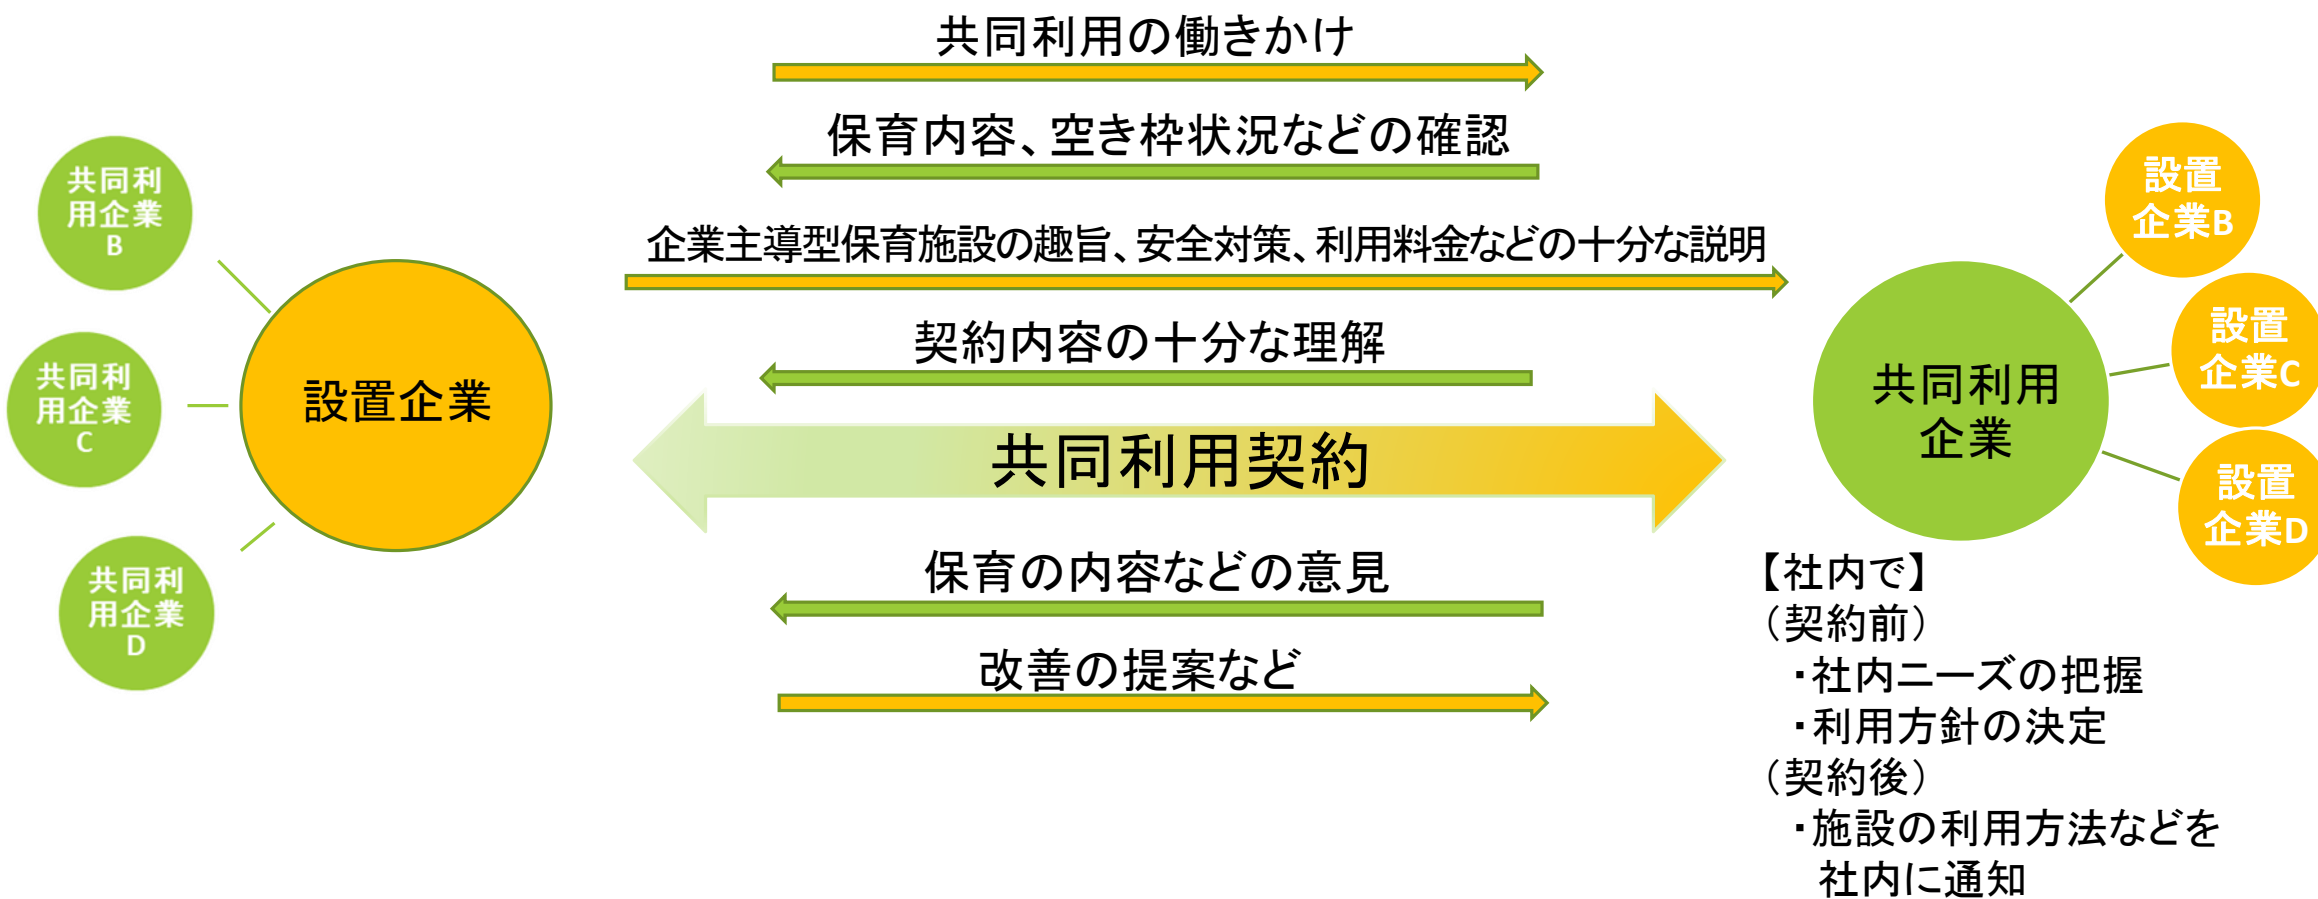 共同利用の働きかけ
保育内容、空き枠状況などの確認
企業主導型保育施設の趣旨、安全対策、利用料金などの十分な説明
契約内容の十分な理解
共同利用契約
保育の内容などの意見
改善の提案など
共同利
用企業
B
共同利
用企業
C
共同利
用企業
D
設置企業
共同利用
企業
設置
企業B
設置
企業C
設置
企業D
【社内で】
（契約前）
・社内ニーズの把握
・利用方針の決定
（契約後）
・施設の利用方法などを
社内に通知